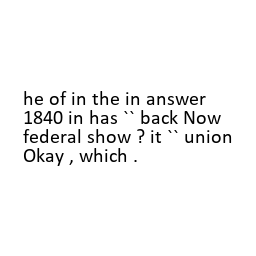 he of in the in answer
1840 in has `` back Now
federal show ? it `` union
Okay , which .